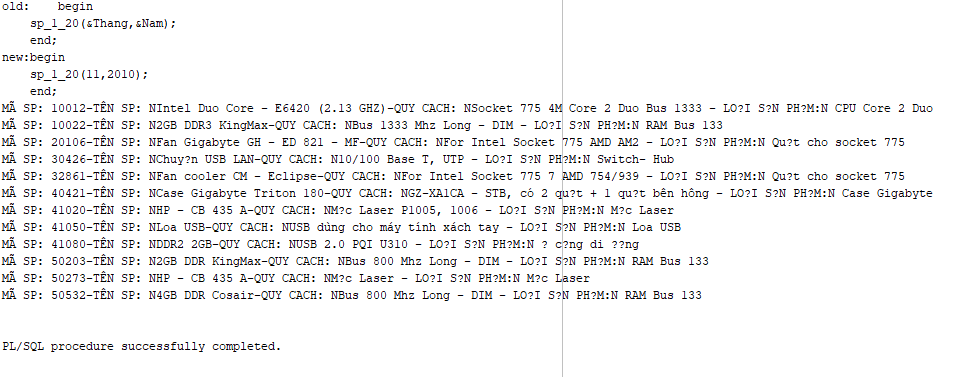 old:    begin
    sp_1_20(&Thang,&Nam);
    end;
new:begin
    sp_1_20(11,2010);
    end;
MÃ SP: 10012-TÊN SP: NIntel Duo Core - E6420 (2.13 GHZ)-QUY CACH: NSocket 775 4M Core 2 Duo Bus 1333 - LO?I S?N PH?M:N CPU Core 2 Duo
MÃ SP: 10022-TÊN SP: N2GB DDR3 KingMax-QUY CACH: NBus 1333 Mhz Long - DIM - LO?I S?N PH?M:N RAM Bus 133
MÃ SP: 20106-TÊN SP: NFan Gigabyte GH - ED 821 - MF-QUY CACH: NFor Intel Socket 775 AMD AM2 - LO?I S?N PH?M:N Qu?t cho socket 775
MÃ SP: 30426-TÊN SP: NChuy?n USB LAN-QUY CACH: N10/100 Base T, UTP - LO?I S?N PH?M:N Switch- Hub
MÃ SP: 32861-TÊN SP: NFan cooler CM - Eclipse-QUY CACH: NFor Intel Socket 775 7 AMD 754/939 - LO?I S?N PH?M:N Qu?t cho socket 775
MÃ SP: 40421-TÊN SP: NCase Gigabyte Triton 180-QUY CACH: NGZ-XA1CA - STB, có 2 qu?t + 1 qu?t bên hông - LO?I S?N PH?M:N Case Gigabyte
MÃ SP: 41020-TÊN SP: NHP - CB 435 A-QUY CACH: NM?c Laser P1005, 1006 - LO?I S?N PH?M:N M?c Laser
MÃ SP: 41050-TÊN SP: NLoa USB-QUY CACH: NUSB dùng cho máy tính xách tay - LO?I S?N PH?M:N Loa USB
MÃ SP: 41080-TÊN SP: NDDR2 2GB-QUY CACH: NUSB 2.0 PQI U310 - LO?I S?N PH?M:N ? c?ng di ??ng
MÃ SP: 50203-TÊN SP: N2GB DDR KingMax-QUY CACH: NBus 800 Mhz Long - DIM - LO?I S?N PH?M:N RAM Bus 133
MÃ SP: 50273-TÊN SP: NHP - CB 435 A-QUY CACH: NM?c Laser - LO?I S?N PH?M:N M?c Laser
MÃ SP: 50532-TÊN SP: N4GB DDR Cosair-QUY CACH: NBus 800 Mhz Long - DIM - LO?I S?N PH?M:N RAM Bus 133
PL/SQL procedure successfully completed.